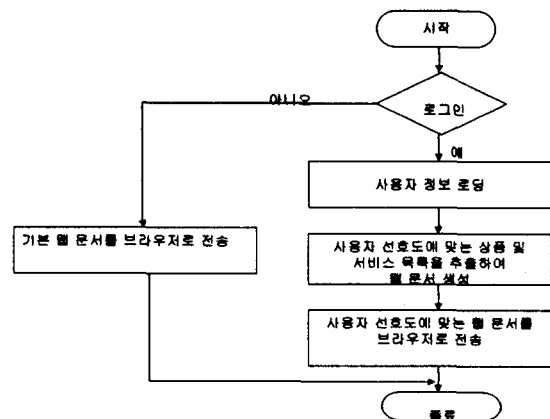 시작
아니오
로그인
예
사용자 정보 로딩
기본 웹 문서를 브라우저로 전송
사용자 선호도에 맞는 상품 및
서비스 목록을 추출하여
웹 문서 생성
사용자 선호도에 맞는 웹 문서를
브라우저로 전송
종료